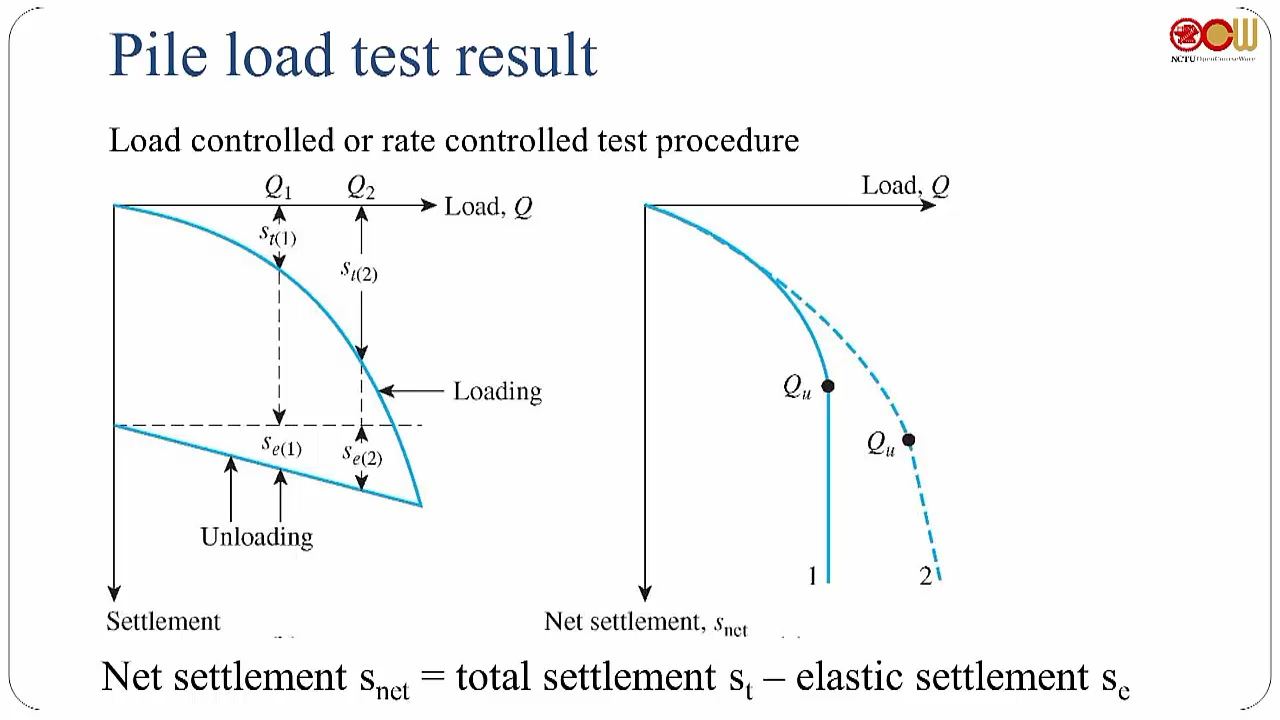 Pile load test result
NCTU OpenCourseWare
Load controlled or rate controlled test procedure
Q1 Q2
Load, Q
st(1)
st(2)
Loading
se(1)
se(2)
Unloading
Settlement
Load, Q
Qu
Qu
1
2
Net settlement, snet
Net settlement snet = total settlement st – elastic settlement se